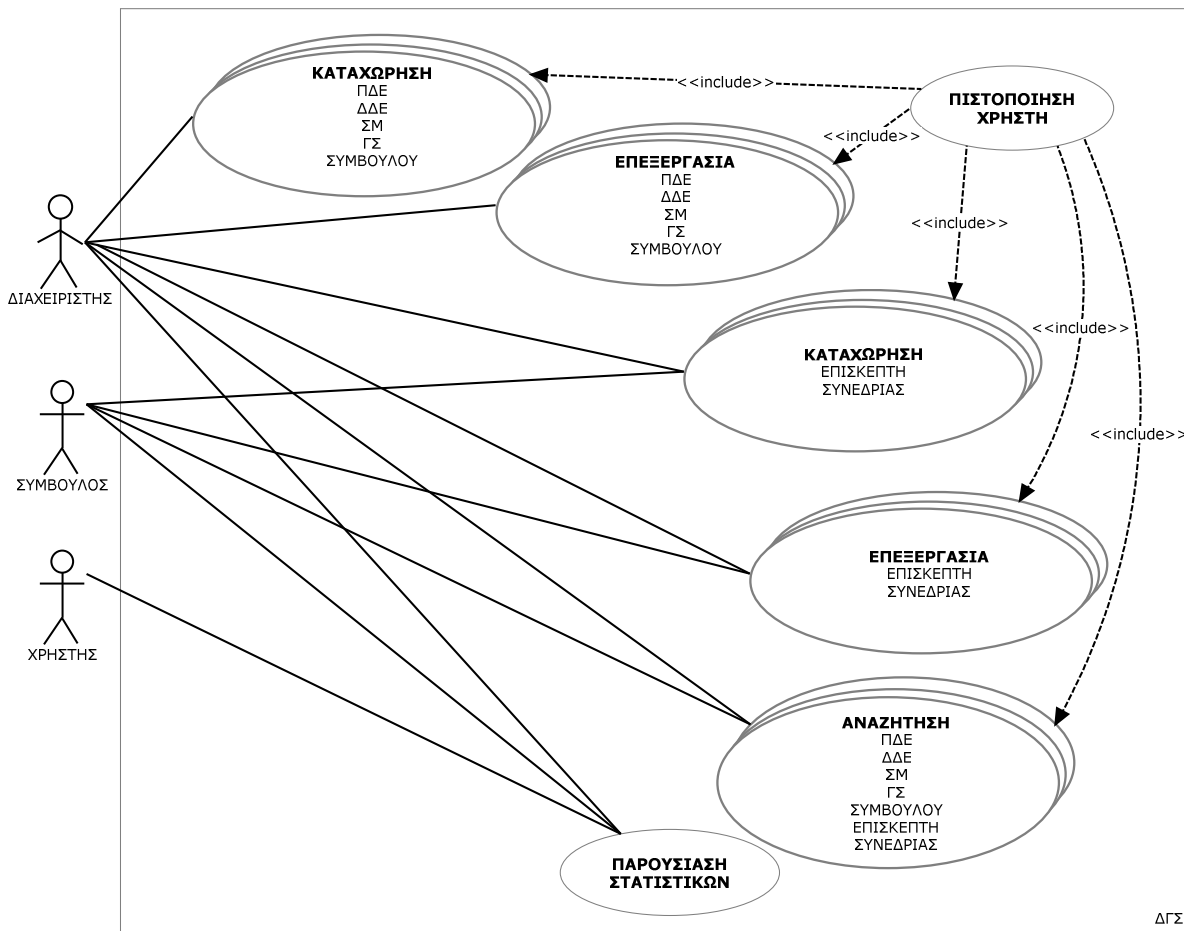 ΚΑΤΑΧΩΡΗΣΗ
ΠΔΕ
ΔΔΕ
ΣΜ
ΓΣ
ΣΥΜΒΟΥΛΟΥ
<<include>>
ΠΙΣΤΟΠΟΙΗΣΗ
ΧΡΗΣΤΗ
<<include>>
ΕΠΕΞΕΡΓΑΣΙΑ
ΠΔΕ
ΔΔΕ
ΣΜ
ΓΣ
ΣΥΜΒΟΥΛΟΥ
<<include>>
ΔΙΑΧΕΙΡΙΣΤΗΣ
<<include>>
ΚΑΤΑΧΩΡΗΣΗ
ΕΠΙΣΚΕΠΤΗ
ΣΥΝΕΔΡΙΑΣ
<<include>>
ΣΥΜΒΟΥΛΟΣ
ΕΠΕΞΕΡΓΑΣΙΑ
ΕΠΙΣΚΕΠΤΗ
ΣΥΝΕΔΡΙΑΣ
ΧΡΗΣΤΗΣ
ΑΝΑΖΗΤΗΣΗ
ΠΔΕ
ΔΔΕ
ΣΜ
ΓΣ
ΣΥΜΒΟΥΛΟΥ
ΕΠΙΣΚΕΠΤΗ
ΣΥΝΕΔΡΙΑΣ
ΠΑΡΟΥΣΙΑΣΗ
ΣΤΑΤΙΣΤΙΚΩΝ
ΔΓΣ